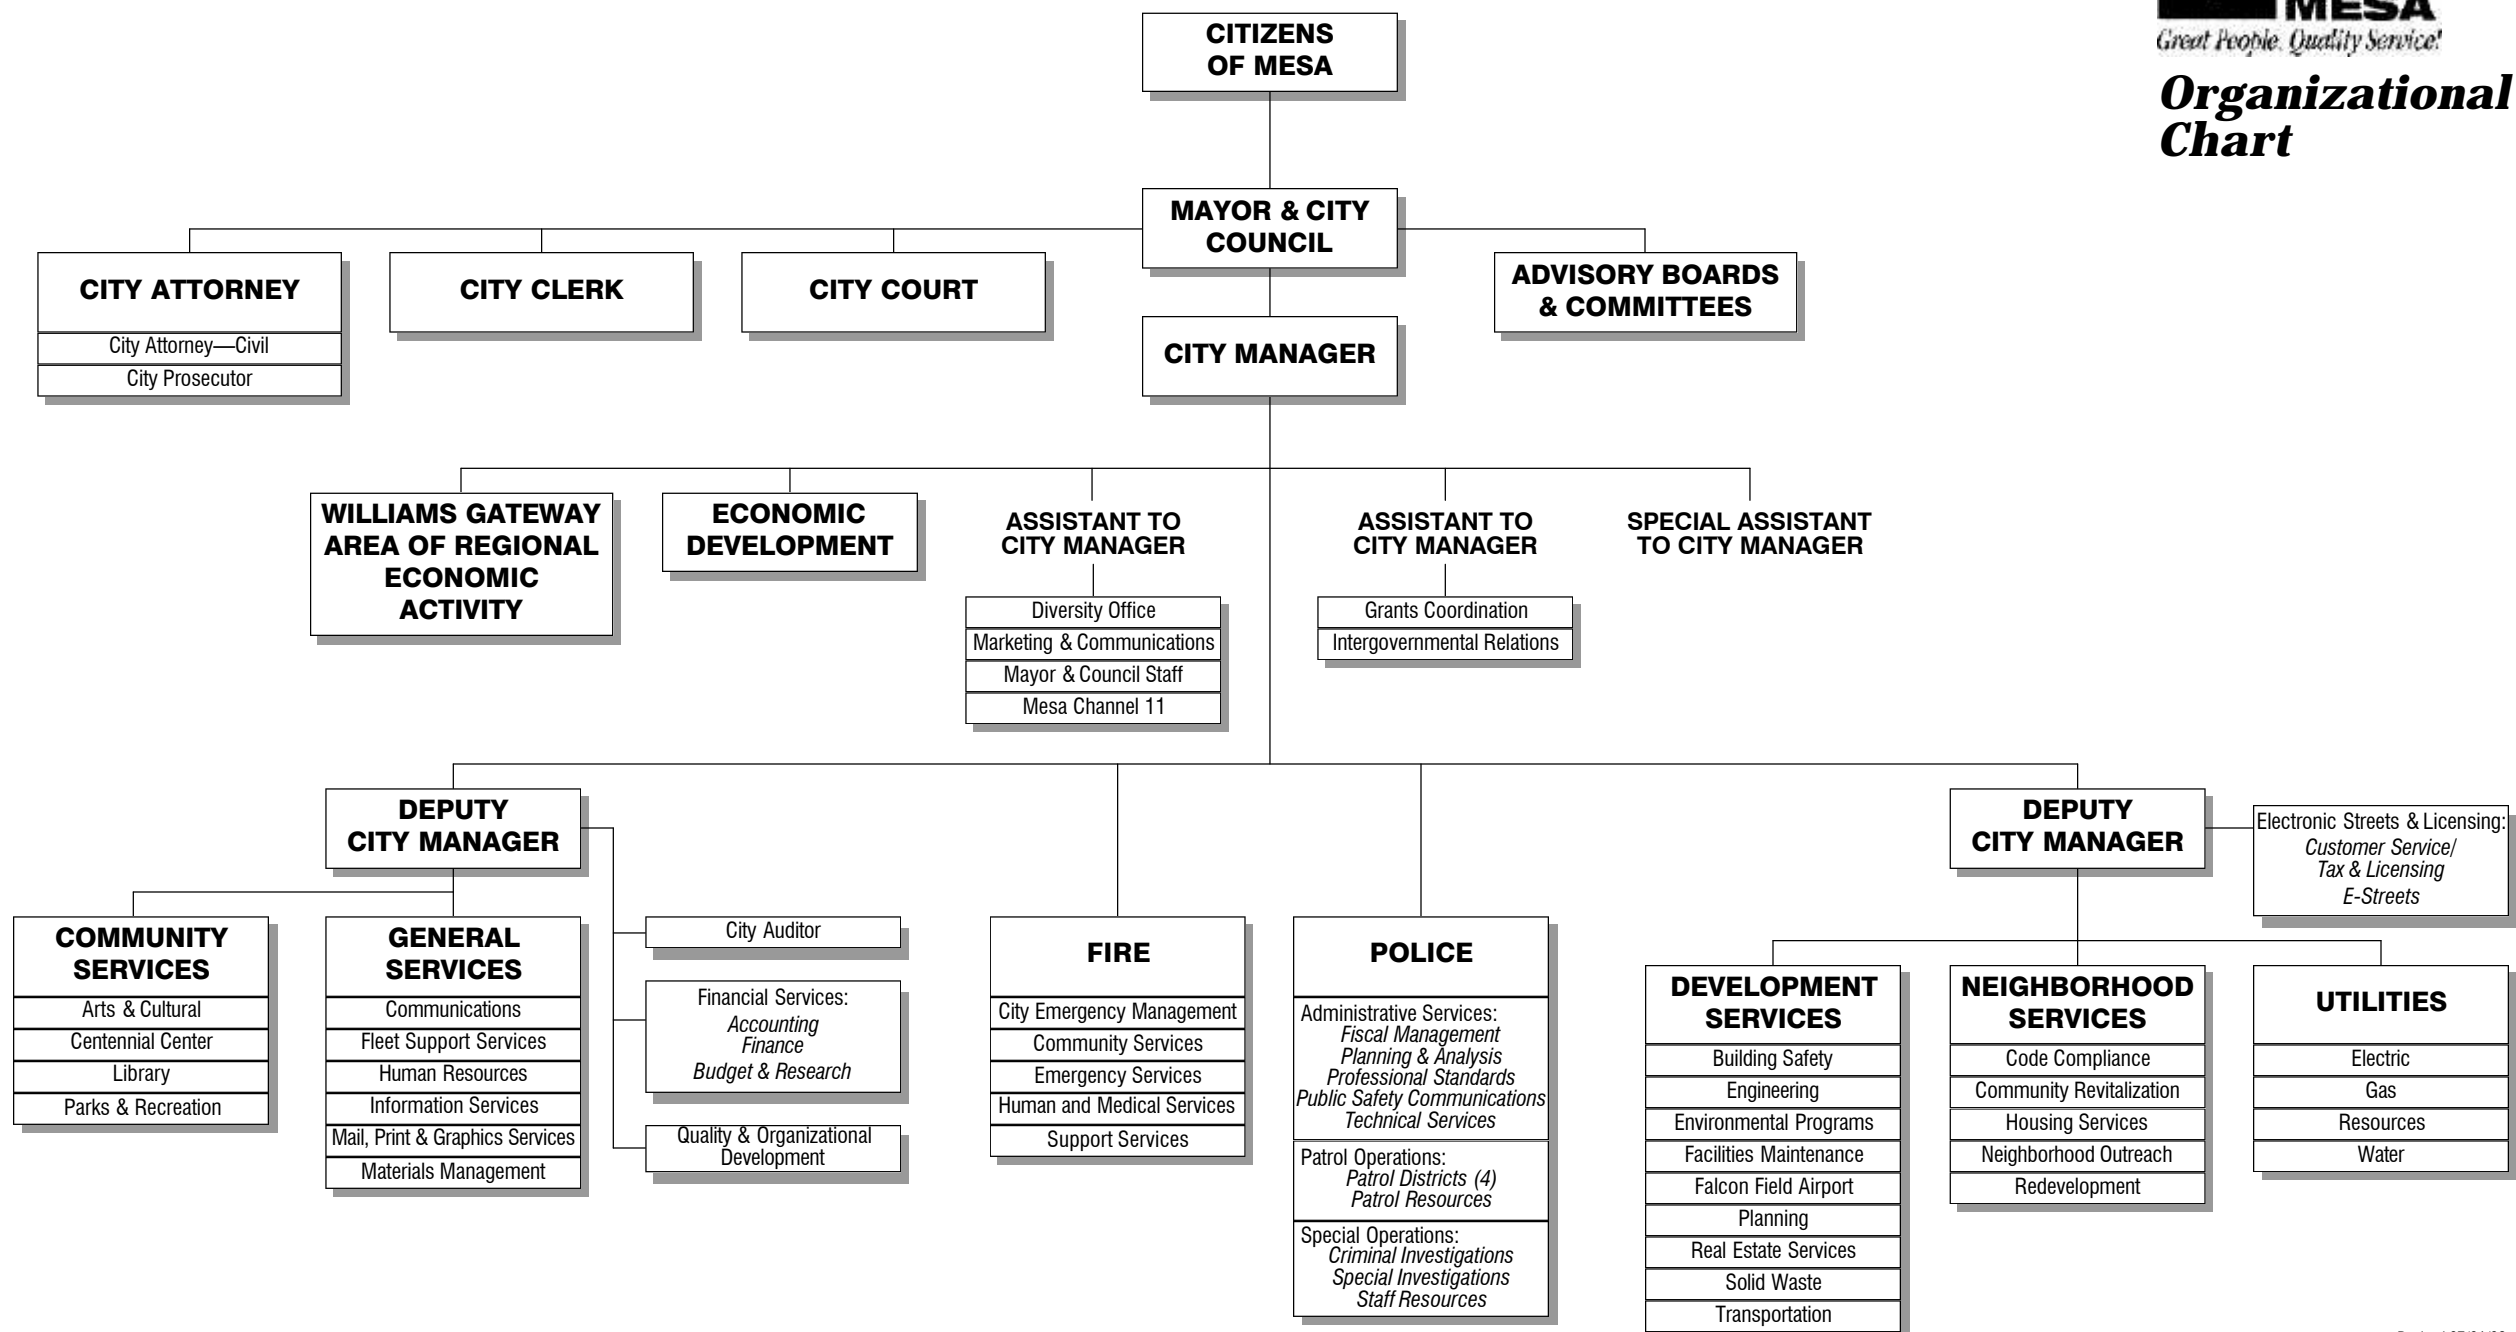 MESA
Great People, Quality Service!
Organizational
Chart
CITIZENS
OF MESA
MAYOR & CITY
COUNCIL
CITY ATTORNEY
City Attorney—Civil
City Prosecutor
CITY CLERK
CITY COURT
ADVISORY BOARDS
& COMMITTEES
CITY MANAGER
WILLIAMS GATEWAY
AREA OF REGIONAL
ECONOMIC
ACTIVITY
ECONOMIC
DEVELOPMENT
ASSISTANT TO
CITY MANAGER
Diversity Office
Marketing & Communications
Mayor & Council Staff
Mesa Channel 11
ASSISTANT TO
CITY MANAGER
Grants Coordination
Intergovernmental Relations
SPECIAL ASSISTANT
TO CITY MANAGER
DEPUTY
CITY MANAGER
COMMUNITY
SERVICES
Arts & Cultural
Centennial Center
Library
Parks & Recreation
GENERAL
SERVICES
Communications
Fleet Support Services
Human Resources
Information Services
Mail, Print & Graphics Services
Materials Management
City Auditor
Financial Services:
Accounting
Finance
Budget & Research
Quality & Organizational
Development
FIRE
City Emergency Management
Community Services
Emergency Services
Human and Medical Services
Support Services
POLICE
Administrative Services:
Fiscal Management
Planning & Analysis
Professional Standards
Public Safety Communications
Technical Services
Patrol Operations:
Patrol Districts (4)
Patrol Resources
Special Operations:
Criminal Investigations
Special Investigations
Staff Resources
DEPUTY
CITY MANAGER
Electronic Streets & Licensing:
Customer Service/
Tax & Licensing
E-Streets
DEVELOPMENT
SERVICES
Building Safety
Engineering
Environmental Programs
Facilities Maintenance
Falcon Field Airport
Planning
Real Estate Services
Solid Waste
Transportation
NEIGHBORHOOD
SERVICES
Code Compliance
Community Revitalization
Housing Services
Neighborhood Outreach
Redevelopment
UTILITIES
Electric
Gas
Resources
Water